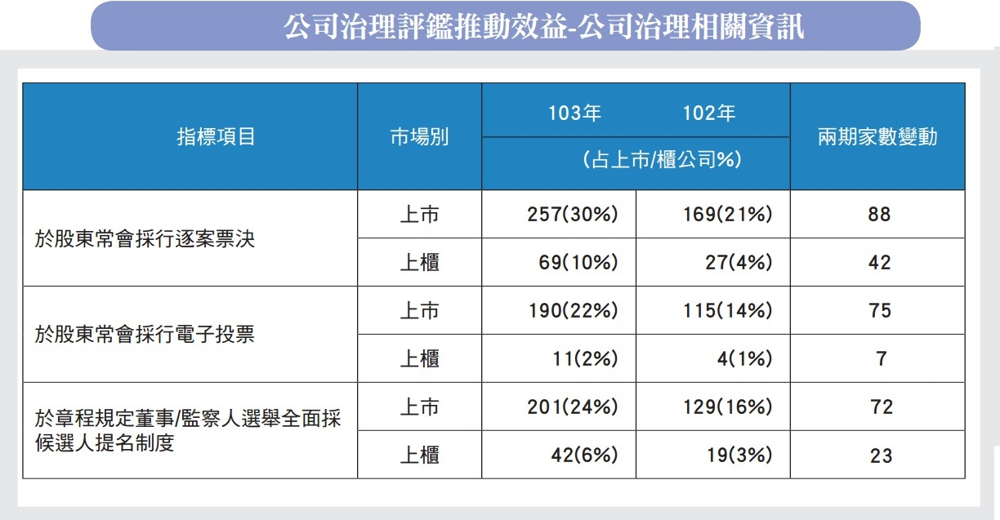 公司治理評鑑推動效益-公司治理相關資訊
指標項目 市場別 103年 102年 兩期家數變動
(占上市/櫃公司%)
於股東常會採行逐案票決 上市 257(30%) 169(21%) 88
上櫃 69(10%) 27(4%) 42
於股東常會採行電子投票 上市 190(22%) 115(14%) 75
上櫃 11(2%) 4(1%) 7
於章程規定董事/監察人選舉全面採
候選人提名制度 上市 201(24%) 129(16%) 72
上櫃 42(6%) 19(3%) 23